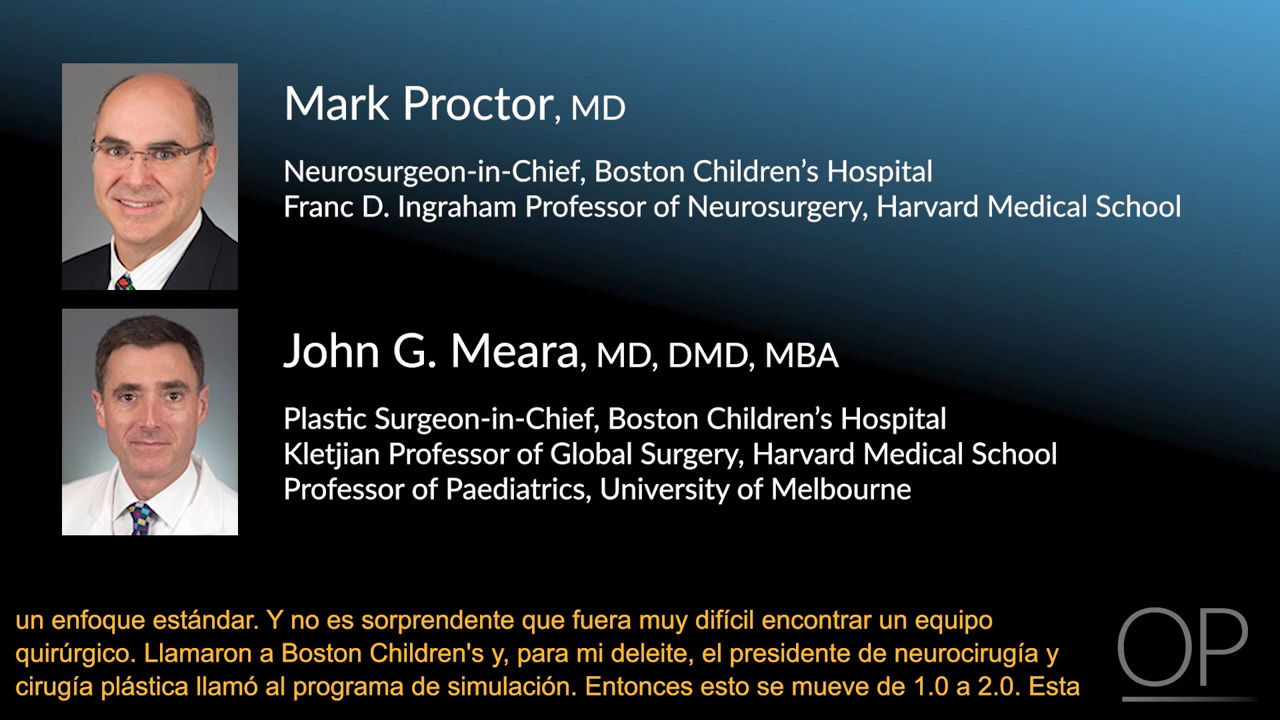 Mark Proctor, MD
Neurosurgeon-in-Chief, Boston Children’s Hospital
Franc D. Ingraham Professor of Neurosurgery, Harvard Medical School
John G. Meara, MD, DMD, MBA
Plastic Surgeon-in-Chief, Boston Children’s Hospital
Kletjian Professor of Global Surgery, Harvard Medical School
Professor of Paediatrics, University of Melbourne
un enfoque estándar. Y no es sorprendente que fuera muy difícil encontrar un equipo
quirúrgico. Llamaron a Boston Children's y, para mi deleite, el presidente de neurocirugía y
cirugía plástica llamó al programa de simulación. Entonces esto se mueve de 1.0 a 2.0. Esta
OP